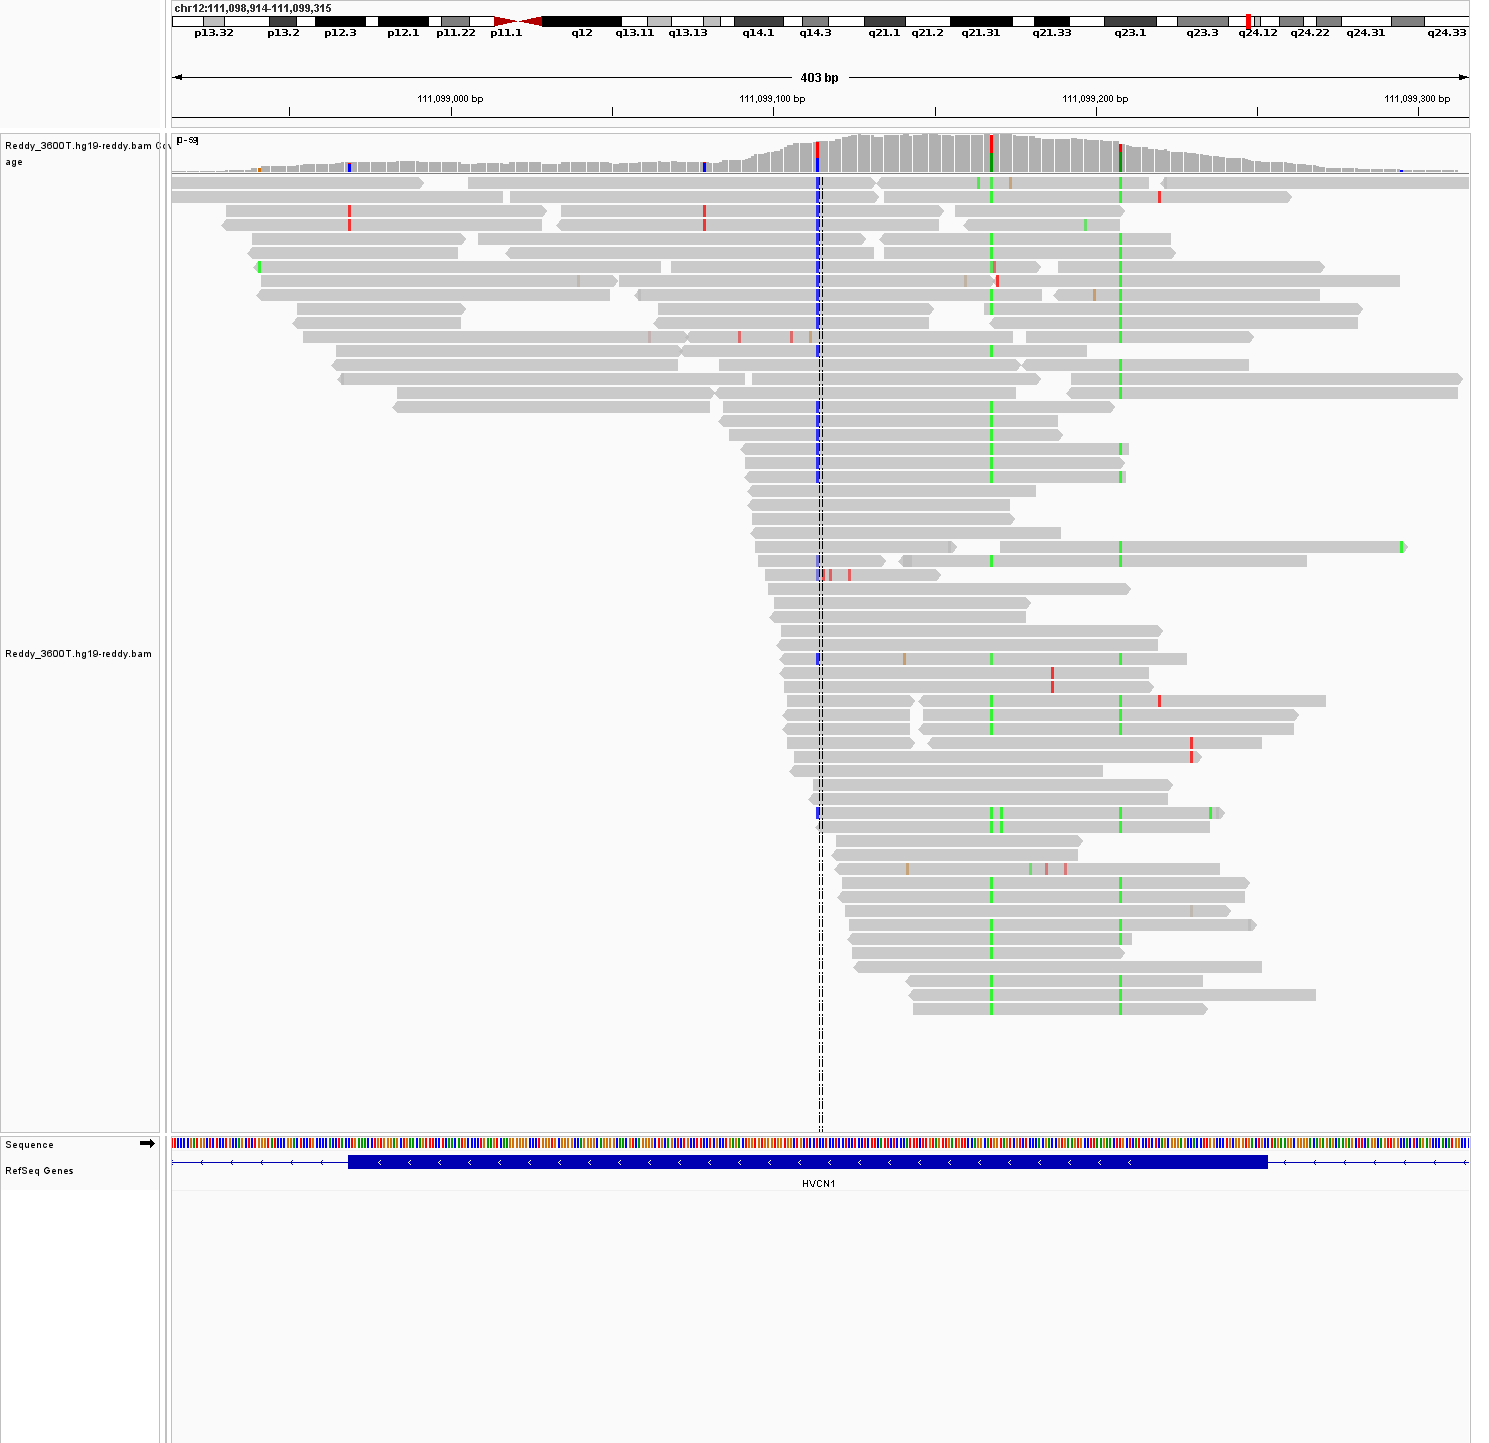 chr12:111,098,914-111,099,315
p13.32 p13.2 p12.3 p12.1 p11.22 p11.1 q12 q13.11 q13.13 q14.1 q14.3 q21.1 q21.2 q21.31 q21.33 q23.1 q23.3 q24.12 q24.22 q24.31 q24.33
403 bp
111,099,000 bp 111,099,100 bp 111,099,200 bp 111,099,300 bp
Reddy_3600T.hg19-reddy.bam Cov
age
[0 - 59]
Reddy_3600T.hg19-reddy.bam
Sequence
RefSeq Genes
HVCN1